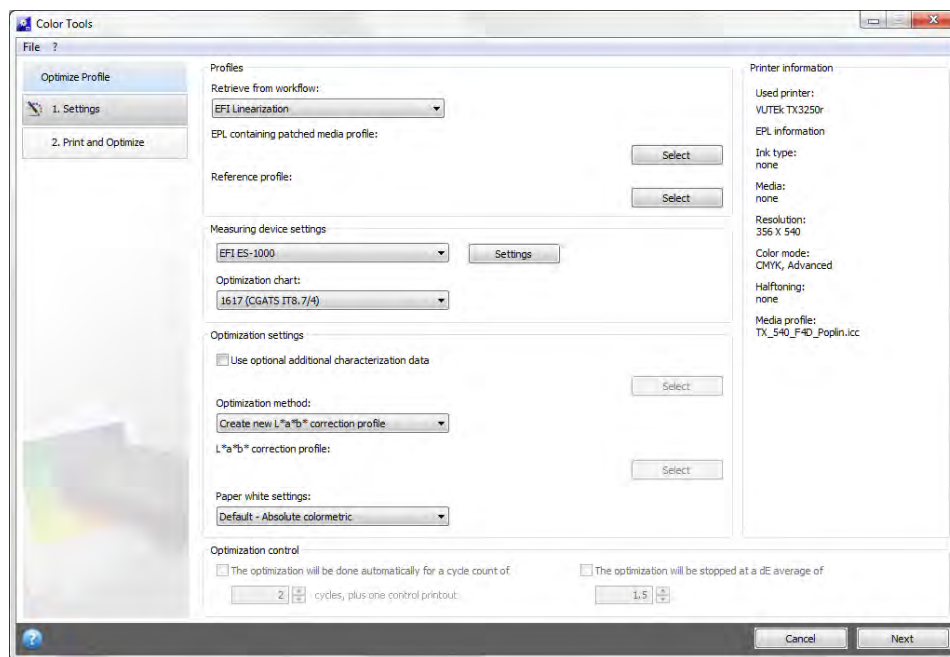 Color Tools
File ?
Optimize Profile
1. Settings
2. Print and Optimize
Profiles
Retrieve from workflow:
EFI Linearization
EPL containing patched media profile:
Select
Reference profile:
Select
Measuring device settings
EFI ES-1000
Settings
Optimization chart:
1617 (CGATS IT8.7/4)
Optimization settings
Use optional additional characterization data
Select
Optimization method:
Create new L*a*b* correction profile
L*a*b* correction profile:
Select
Paper white settings:
Default - Absolute colormetric
Optimization control
The optimization will be done automatically for a cycle count of
2 cycles, plus one control printout
The optimization will be stopped at a dE average of
1.5
Printer information
Used printer:
VUTEk TX3250r
EPL information
Ink type:
none
Media:
none
Resolution:
356 X 540
Color mode:
CMYK, Advanced
Halftoning:
none
Media profile:
TX_540_F4D_Poplin.icc
?
Cancel
Next